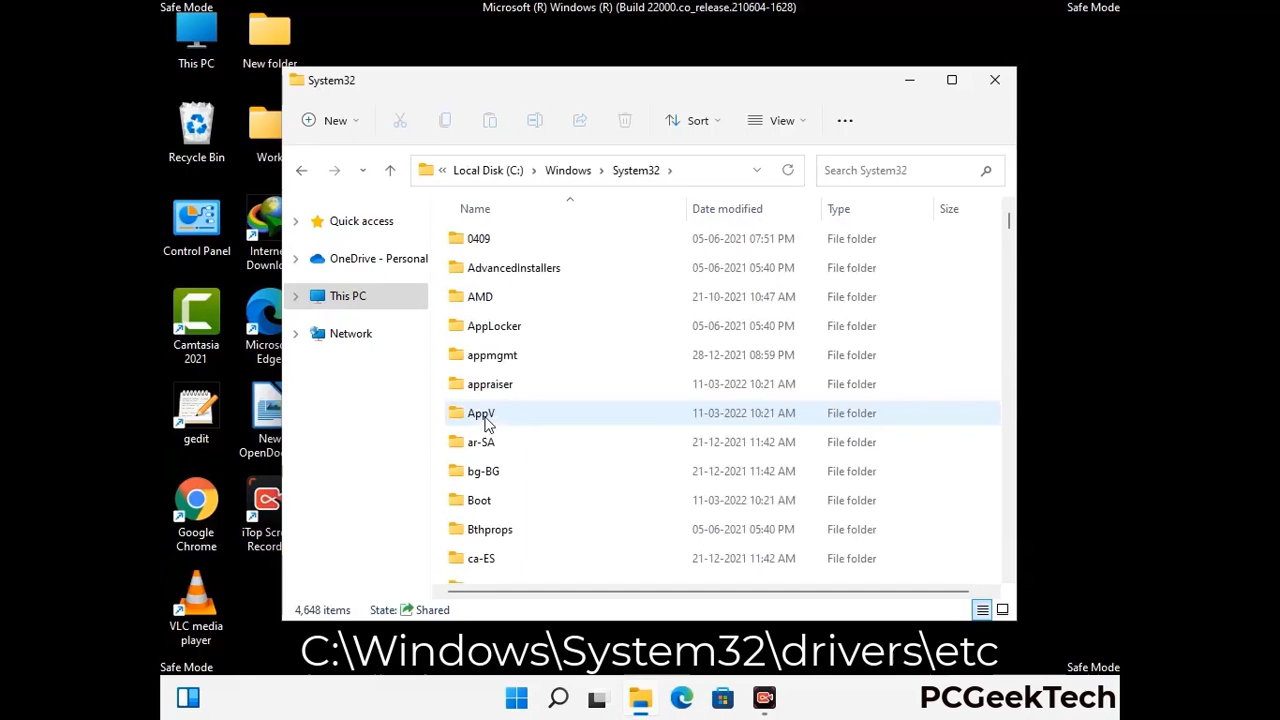 Safe Mode
Microsoft (R) Windows (R) (Build 22000.co_release.210604-1628)
Safe Mode
This PC
New folder
Recycle Bin
Work
Control Panel
Internet
Downlo
Camtasia
2021
Micros
Edge
gedit
New
OpenDo
Google
Chrome
iTop Scr
Record
VLC media
player
System32
New
Sort
View
Local Disk (C:)
Windows
System32
Search System32
Quick access
OneDrive - Personal
This PC
Network
Name Date modified Type Size
0409 05-06-2021 07:51 PM File folder
AdvancedInstallers 05-06-2021 05:40 PM File folder
AMD 21-10-2021 10:47 AM File folder
AppLocker 05-06-2021 05:40 PM File folder
appmgmt 28-12-2021 08:59 PM File folder
appraiser 11-03-2022 10:21 AM File folder
AppV 11-03-2022 10:21 AM File folder
ar-SA 21-12-2021 11:42 AM File folder
bg-BG 21-12-2021 11:42 AM File folder
Boot 11-03-2022 10:21 AM File folder
Bthprops 05-06-2021 05:40 PM File folder
ca-ES 21-12-2021 11:42 AM File folder
4,648 items State: Shared
C:\Windows\System32\drivers\etc
Safe Mode
Safe Mode
PCGeekTech